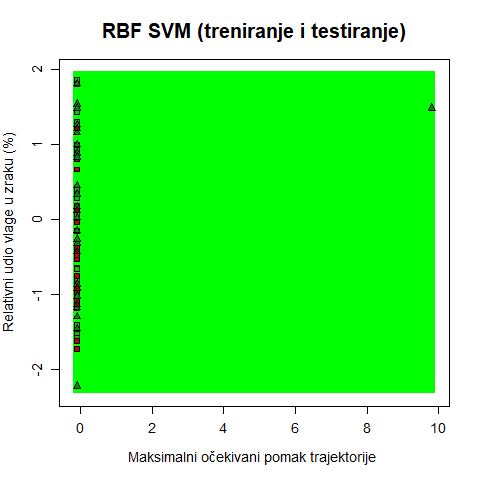 RBF SVM (treniranje i testiranje)
Relativni udio vlage u zraku (%)
2
1
0
-1
-2
0 2 4 6 8 10
Maksimalni očekivani pomak trajektorije